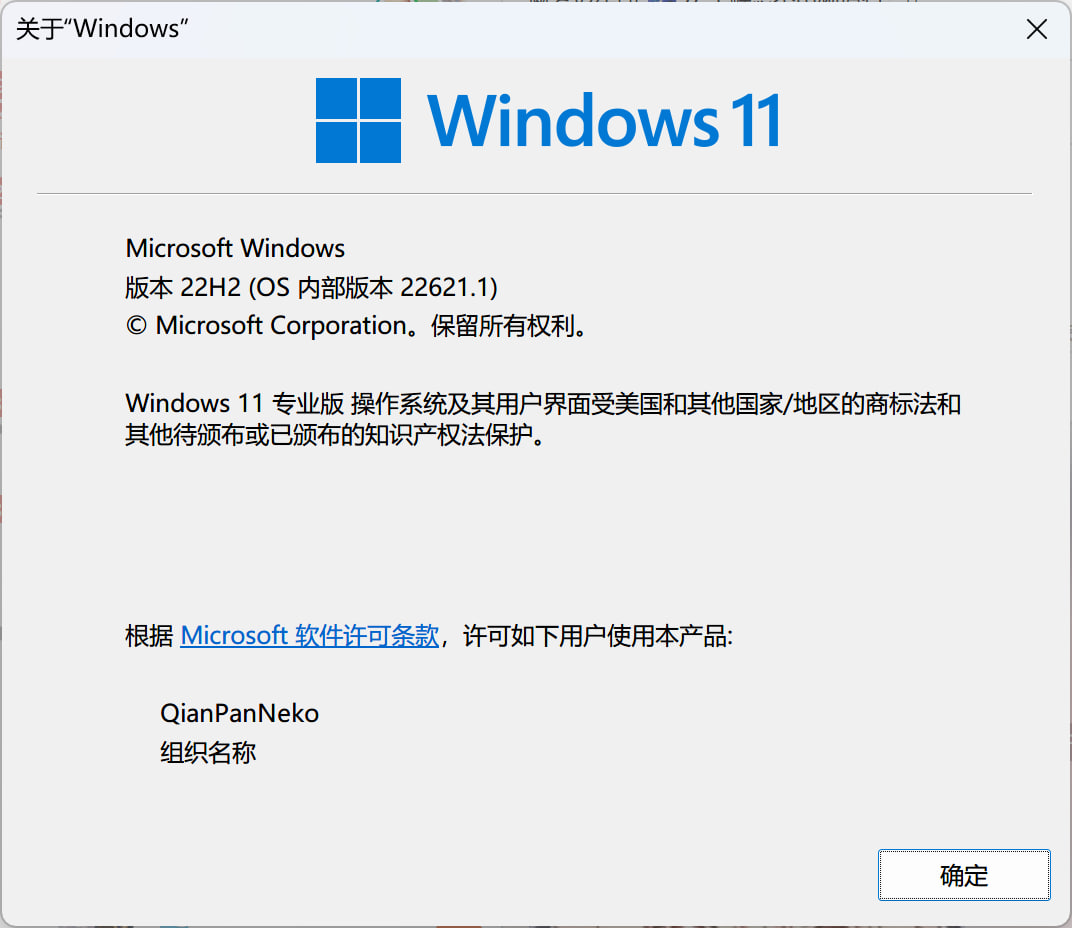 关于“Windows”
Windows 11
Microsoft Windows
版本 22H2 (OS 内部版本 22621.1)
© Microsoft Corporation。保留所有权利。
Windows 11 专业版 操作系统及其用户界面受美国和其他国家/地区的商标法和
其他待颁布或已颁布的知识产权法保护。
根据 Microsoft 软件许可条款，许可如下用户使用本产品:
QianPanNeko
组织名称
确定